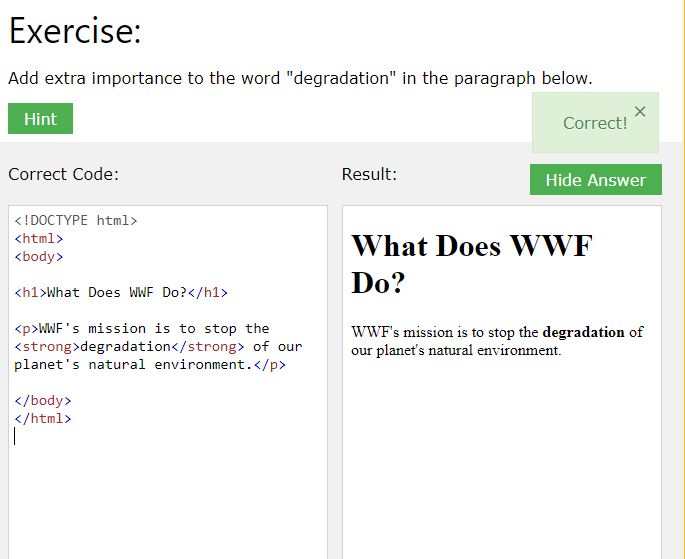 Exercise:
Add extra importance to the word "degradation" in the paragraph below.
Hint
Correct!
×
Correct Code:
Result:
Hide Answer
<!DOCTYPE html>
<html>
<body>
<h1>What Does WWF Do?</h1>
<p>WWF's mission is to stop the
<strong>degradation</strong> of our
planet's natural environment.</p>
</body>
</html>
What Does WWF
Do?
WWF's mission is to stop the degradation of
our planet's natural environment.